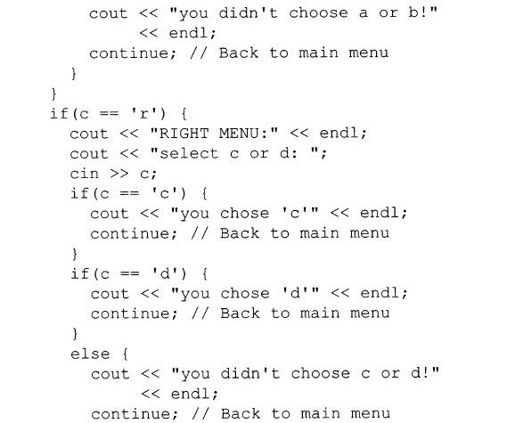 cout << "you didn't choose a or b!"
<< endl;
continue; // Back to main menu
}
}
if(c == 'r') {
cout << "RIGHT MENU:" << endl;
cout << "select c or d: ";
cin >> c;
if(c == 'c') {
cout << "you chose 'c'" << endl;
continue; // Back to main menu
}
if(c == 'd') {
cout << "you chose 'd'" << endl;
continue; // Back to main menu
}
else {
cout << "you didn't choose c or d!"
<< endl;
continue; // Back to main menu